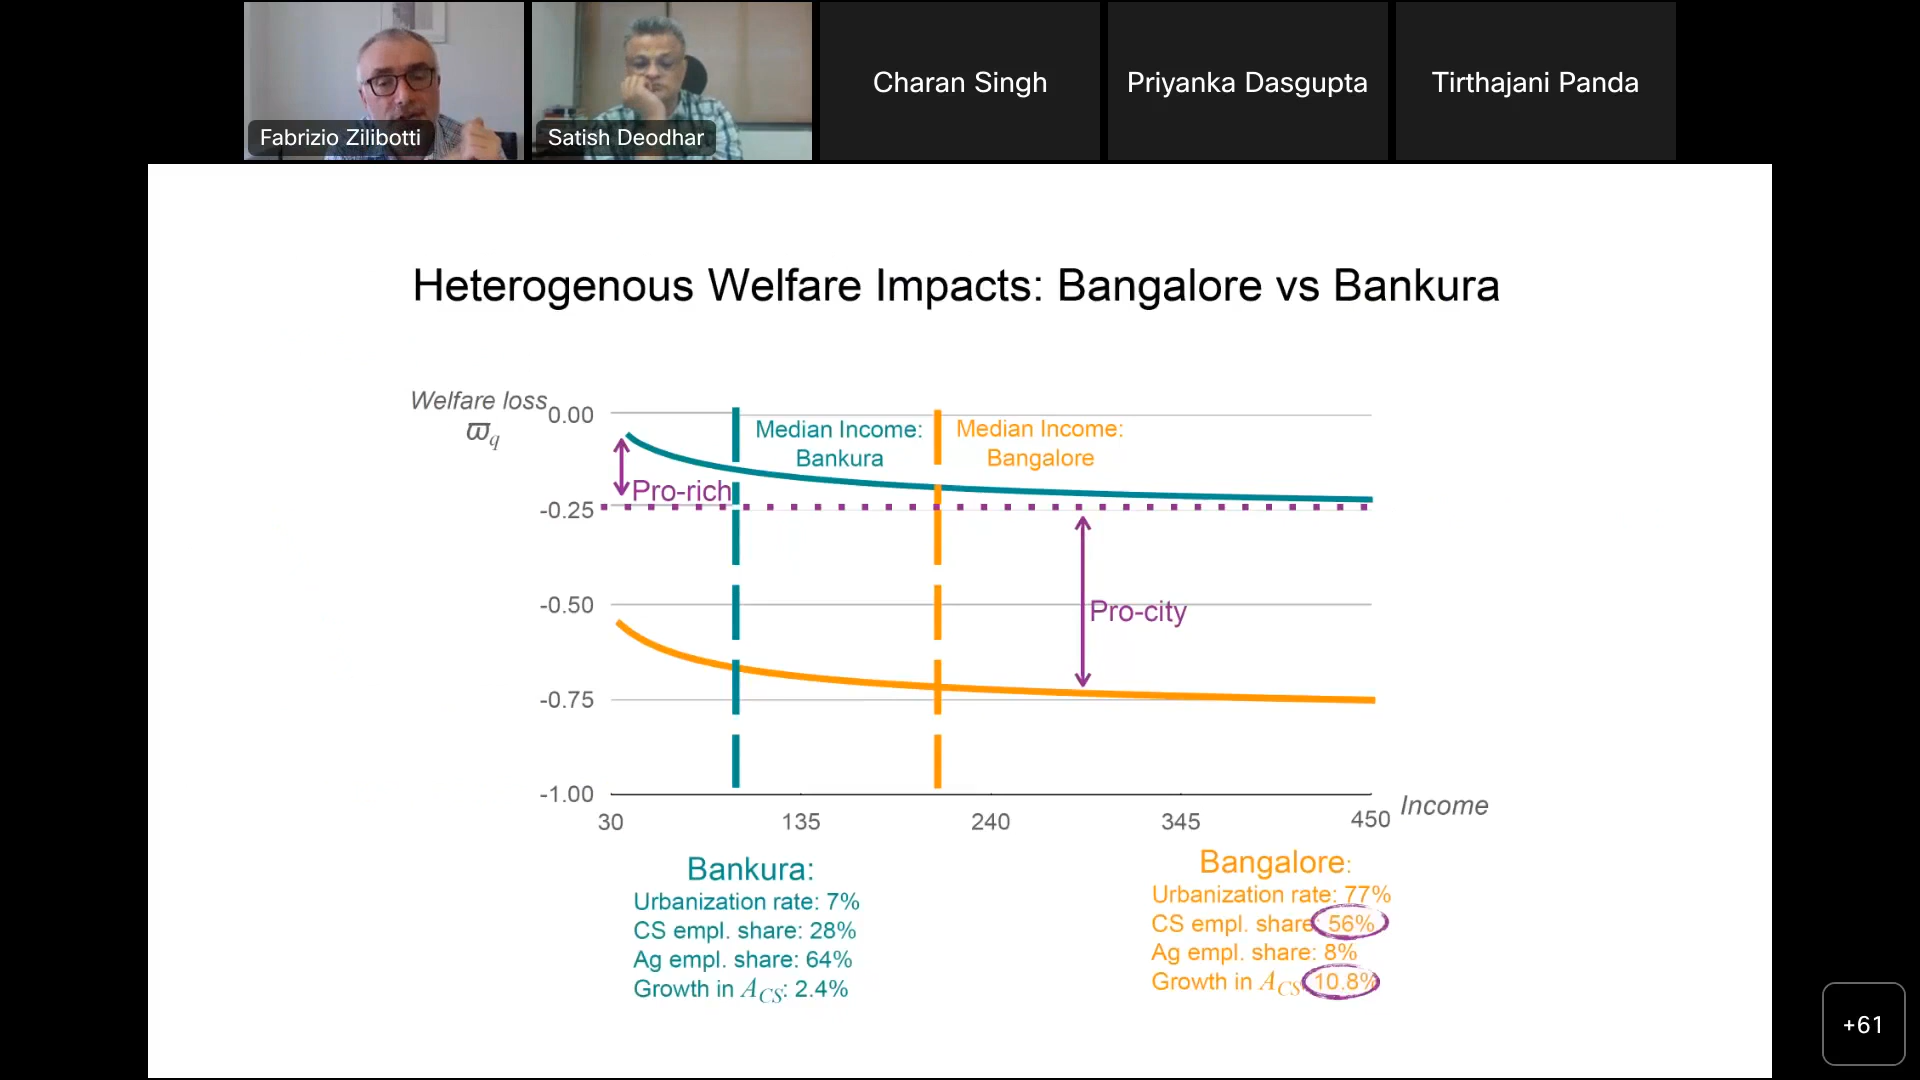 Fabrizio Zilibotti
Satish Deodhar
Charan Singh
Priyanka Dasgupta
Tirthajani Panda
Heterogenous Welfare Impacts: Bangalore vs Bankura
Welfare loss
ϖq
0.00
-0.25
-0.50
-0.75
-1.00
Median Income:
Bankura
Median Income:
Bangalore
Pro-rich
Pro-city
30
135
240
345
450
Income
Bankura:
Urbanization rate: 7%
CS empl. share: 28%
Ag empl. share: 64%
Growth in ACS: 2.4%
Bangalore:
Urbanization rate: 77%
CS empl. share: 56%
Ag empl. share: 8%
Growth in ACS 10.8%
+61